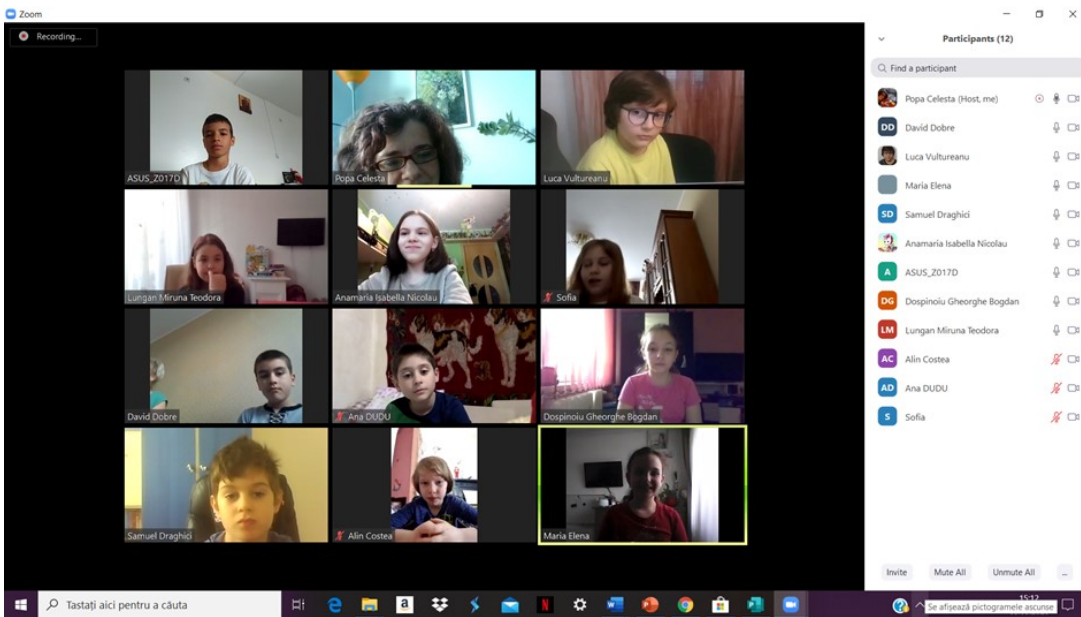 Zoom
Recording...
ASUS_Z017D
Popa Celesta
Luca Vultureanu
Lungan Miruna Teodora
Anamaria Isabella Nicolau
Sofia
David Dobre
Ana DUDU
Dospinoiu Gheorghe Bogdan
Samuel Draghici
Alin Costea
Maria Elena
Participants (12)
Find a participant
Popa Celesta (Host, me)
DD David Dobre
Luca Vultureanu
Maria Elena
SD Samuel Draghici
Anamaria Isabella Nicolau
A ASUS_Z017D
DG Dospinoiu Gheorghe Bogdan
LM Lungan Miruna Teodora
AC Alin Costea
AD Ana DUDU
S Sofia
Invite Mute All Unmute All ...
Tastați aici pentru a căuta
a
N
15:12
Se afișează pictogramele ascunse